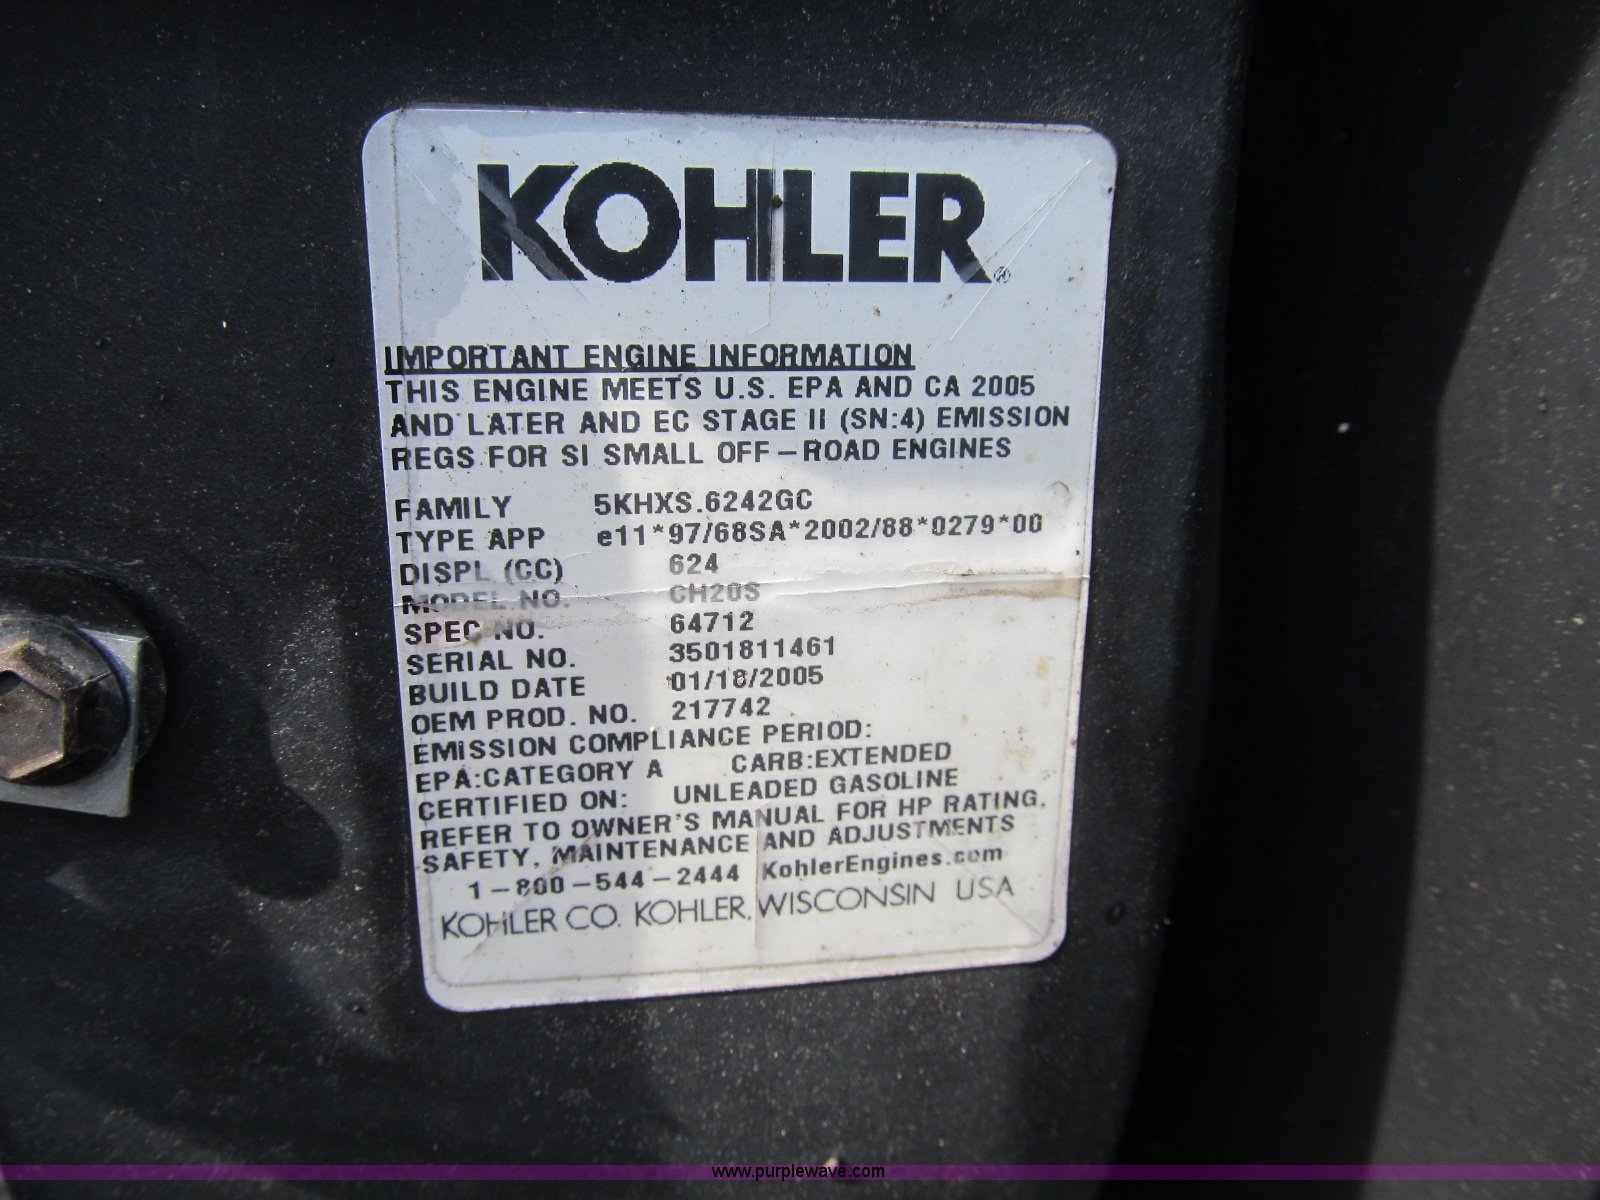 KOHLER®
IMPORTANT ENGINE INFORMATION
THIS ENGINE MEETS U.S. EPA AND CA 2005
AND LATER AND EC STAGE II (SN:4) EMISSION
REGS FOR SI SMALL OFF-ROAD ENGINES
FAMILY 5KHXS.6242GC
TYPE APP e11*97/68SA*2002/88*0279*00
DISPL (CC) 624
MODEL NO. CH20S
SPEC NO. 64712
SERIAL NO. 3501811461
BUILD DATE 01/18/2005
OEM PROD. NO. 217742
EMISSION COMPLIANCE PERIOD:
EPA:CATEGORY A CARB:EXTENDED
CERTIFIED ON: UNLEADED GASOLINE
REFER TO OWNER'S MANUAL FOR HP RATING,
SAFETY, MAINTENANCE AND ADJUSTMENTS
1-800-544-2444 KohlerEngines.com
KOHLER CO. KOHLER, WISCONSIN USA
www.purplewave.com